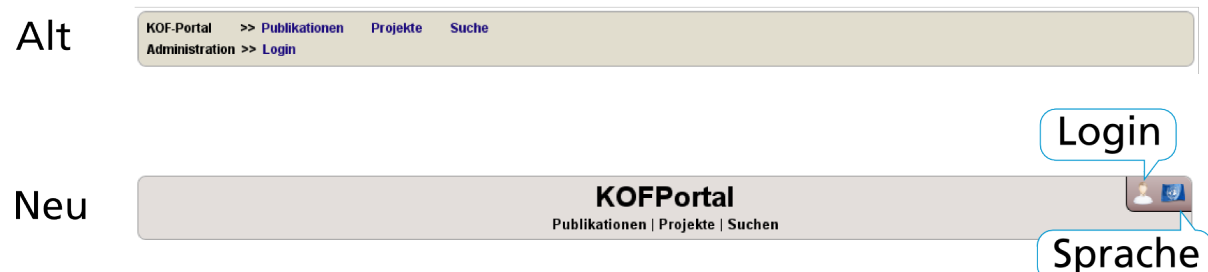 Alt
KOF-Portal >> Publikationen Projekte Suche
Administration >> Login
Login
Neu
KOFPortal
Publikationen | Projekte | Suchen
Sprache